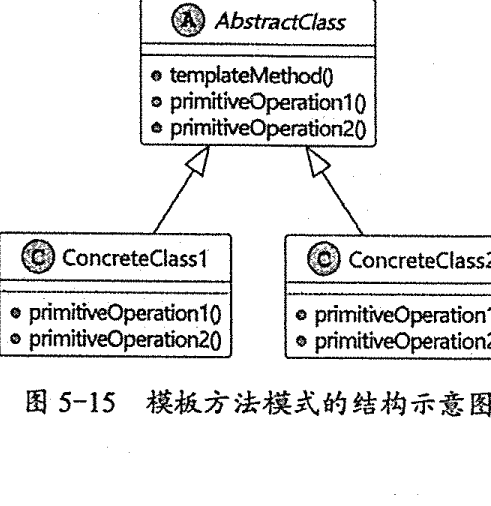 A AbstractClass
templateMethod()
primitiveOperation1()
primitiveOperation2()
C ConcreteClass1
C ConcreteClass2
primitiveOperation1()
primitiveOperation1
primitiveOperation2()
primitiveOperation2
图 5-15 模板方法模式的结构示意图